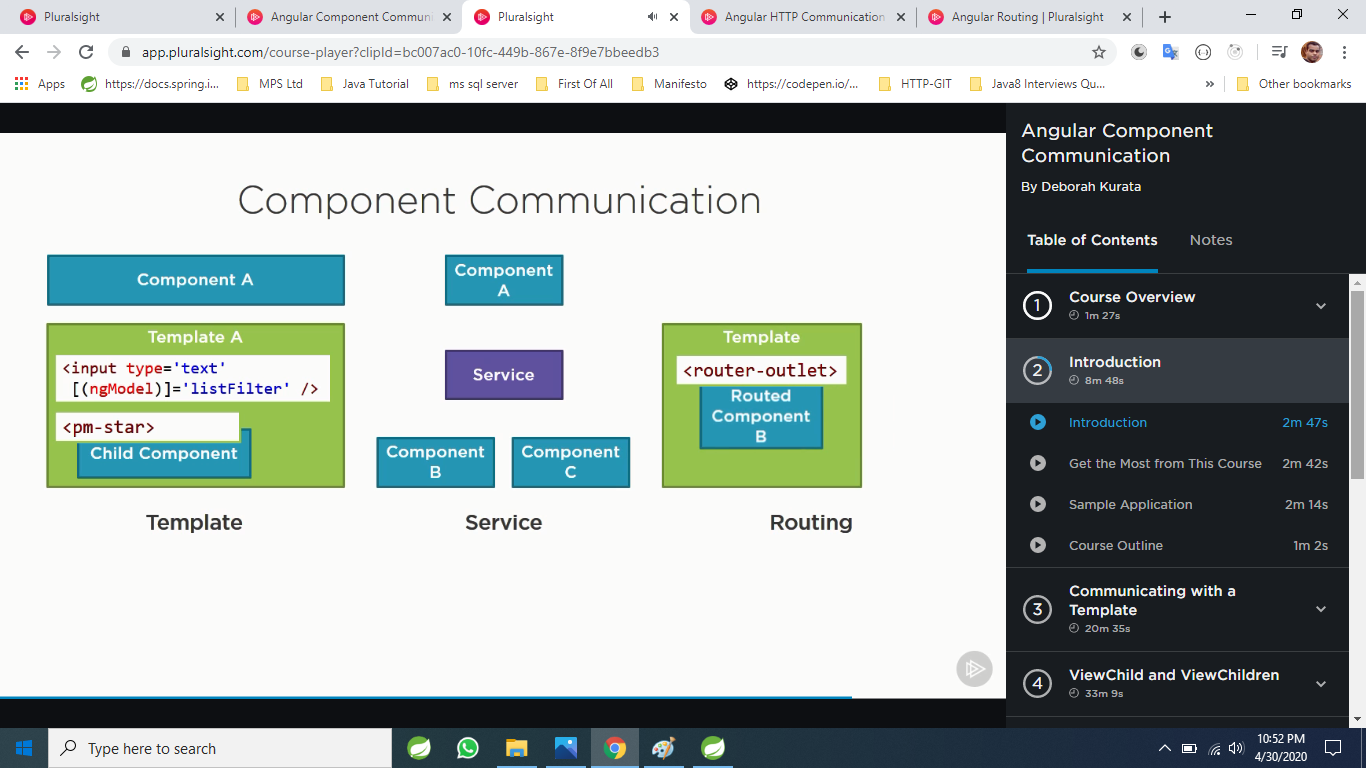 Pluralsight
Angular Component Communi
Pluralsight
Angular HTTP Communication
Angular Routing | Pluralsight
app.pluralsight.com/course-player?clipId=bc007ac0-10fc-449b-867e-8f9e7bbeedb3
Apps
https://docs.spring.i...
MPS Ltd
Java Tutorial
ms sql server
First Of All
Manifesto
https://codepen.io/...
HTTP-GIT
Java8 Interviews Qu...
»
Other bookmarks
Component Communication
Component A
Template A
<input type='text'
[(ngModel)]='listFilter' />
<pm-star>
Child Component
Template
Component
A
Service
Component
B
Component
C
Service
Template
<router-outlet>
Routed
Component
B
Routing
Angular Component
Communication
By Deborah Kurata
Table of Contents
Notes
1
Course Overview
1m 27s
2
Introduction
8m 48s
Introduction
2m 47s
Get the Most from This Course
2m 42s
Sample Application
2m 14s
Course Outline
1m 2s
3
Communicating with a
Template
20m 35s
4
ViewChild and ViewChildren
33m 9s
Type here to search
10:52 PM
4/30/2020